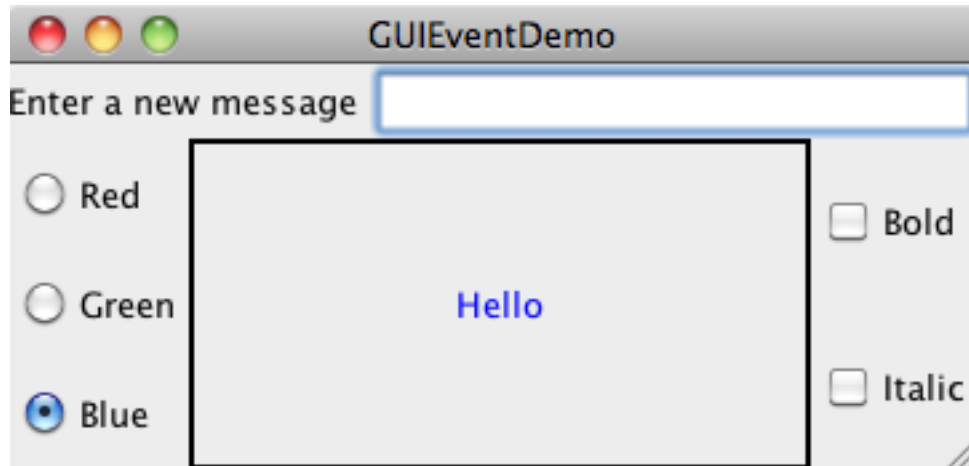 GUIEventDemo
Enter a new message
Red
Bold
Green
Hello
Italic
Blue